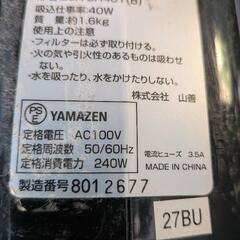 吸込仕事率:40W
質 量:約1.6kg
使用上の注意
・フィルターは必ず取り付ける。
・火の気や引火性のあるものは吸わせ
ない。
・水を吸ったり、水をかけたりしない。
株式会社 山善
PSE YAMAZEN
定格電圧 AC100V
定格周波数 50/60Hz
定格消費電力 240W
電流ヒューズ 3.5A
MADE IN CHINA
製造番号 8012677
27BU